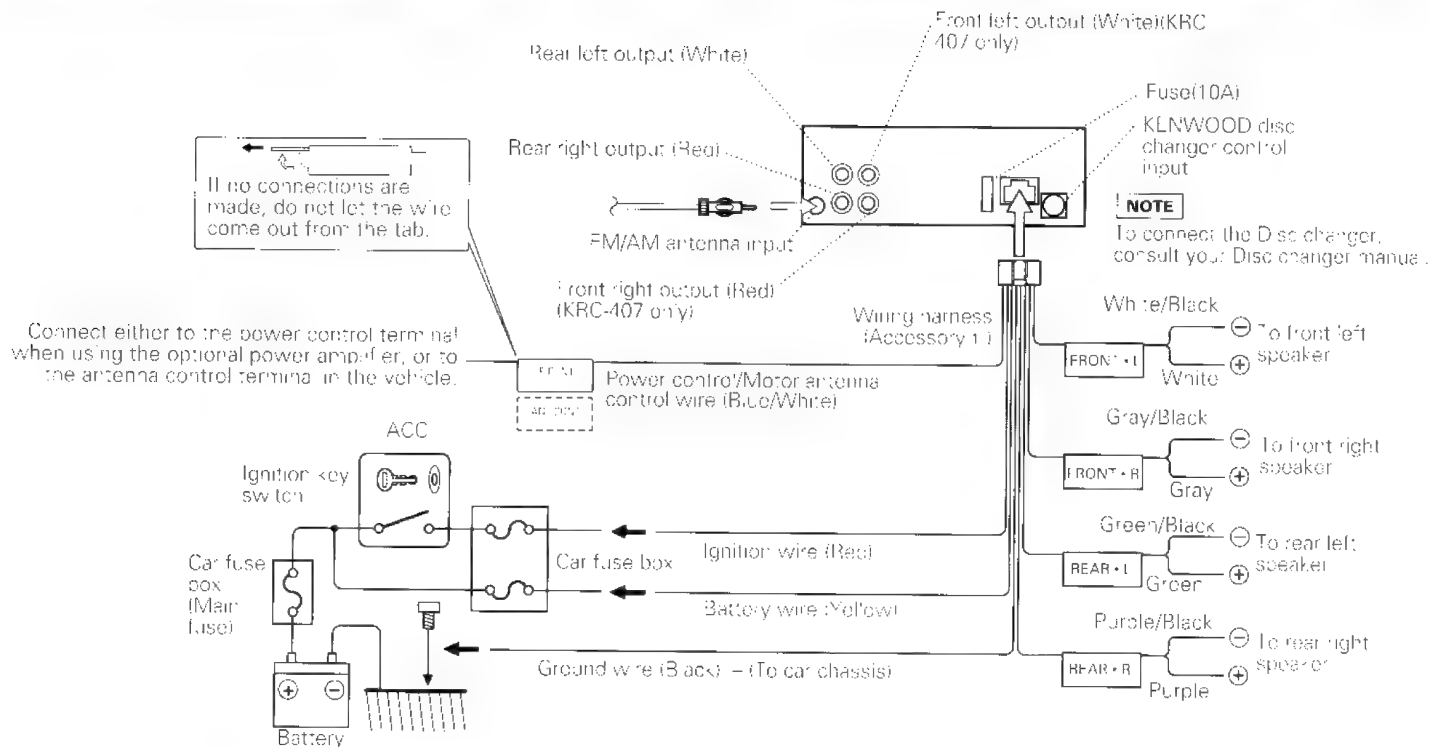 Front left output (White)(KRC
407 only)
Rear left output (White)
Fuse(10A)
KENWOOD disc
changer control
input
Rear right output (Red)
If no connections are
made, do not let the wire
come out from the tab.
NOTE
To connect the Disc changer,
consult your Disc changer manual.
FM/AM antenna input
Front right output (Red)
(KRC-407 only)
Wiring harness
(Accessory
White/Black
To front left
speaker
FRONT • L
White
Connect either to the power control terminal
when using the optional power amplifier, or to
the antenna control terminal in the vehicle.
Power control/Motor antenna
control wire (Blue/White)
Gray/Black
To front right
speaker
FRONT • R
Gray
ACC
Ignition key
switch
Ignition wire (Red)
Green/Black
To rear left
speaker
REAR • L
Green
Car fuse
box
(Main
fuse)
Car fuse box
Battery wire (Yellow)
Purple/Black
To rear right
speaker
REAR • R
Purple
Ground wire (Black) – (To car chassis)
Battery